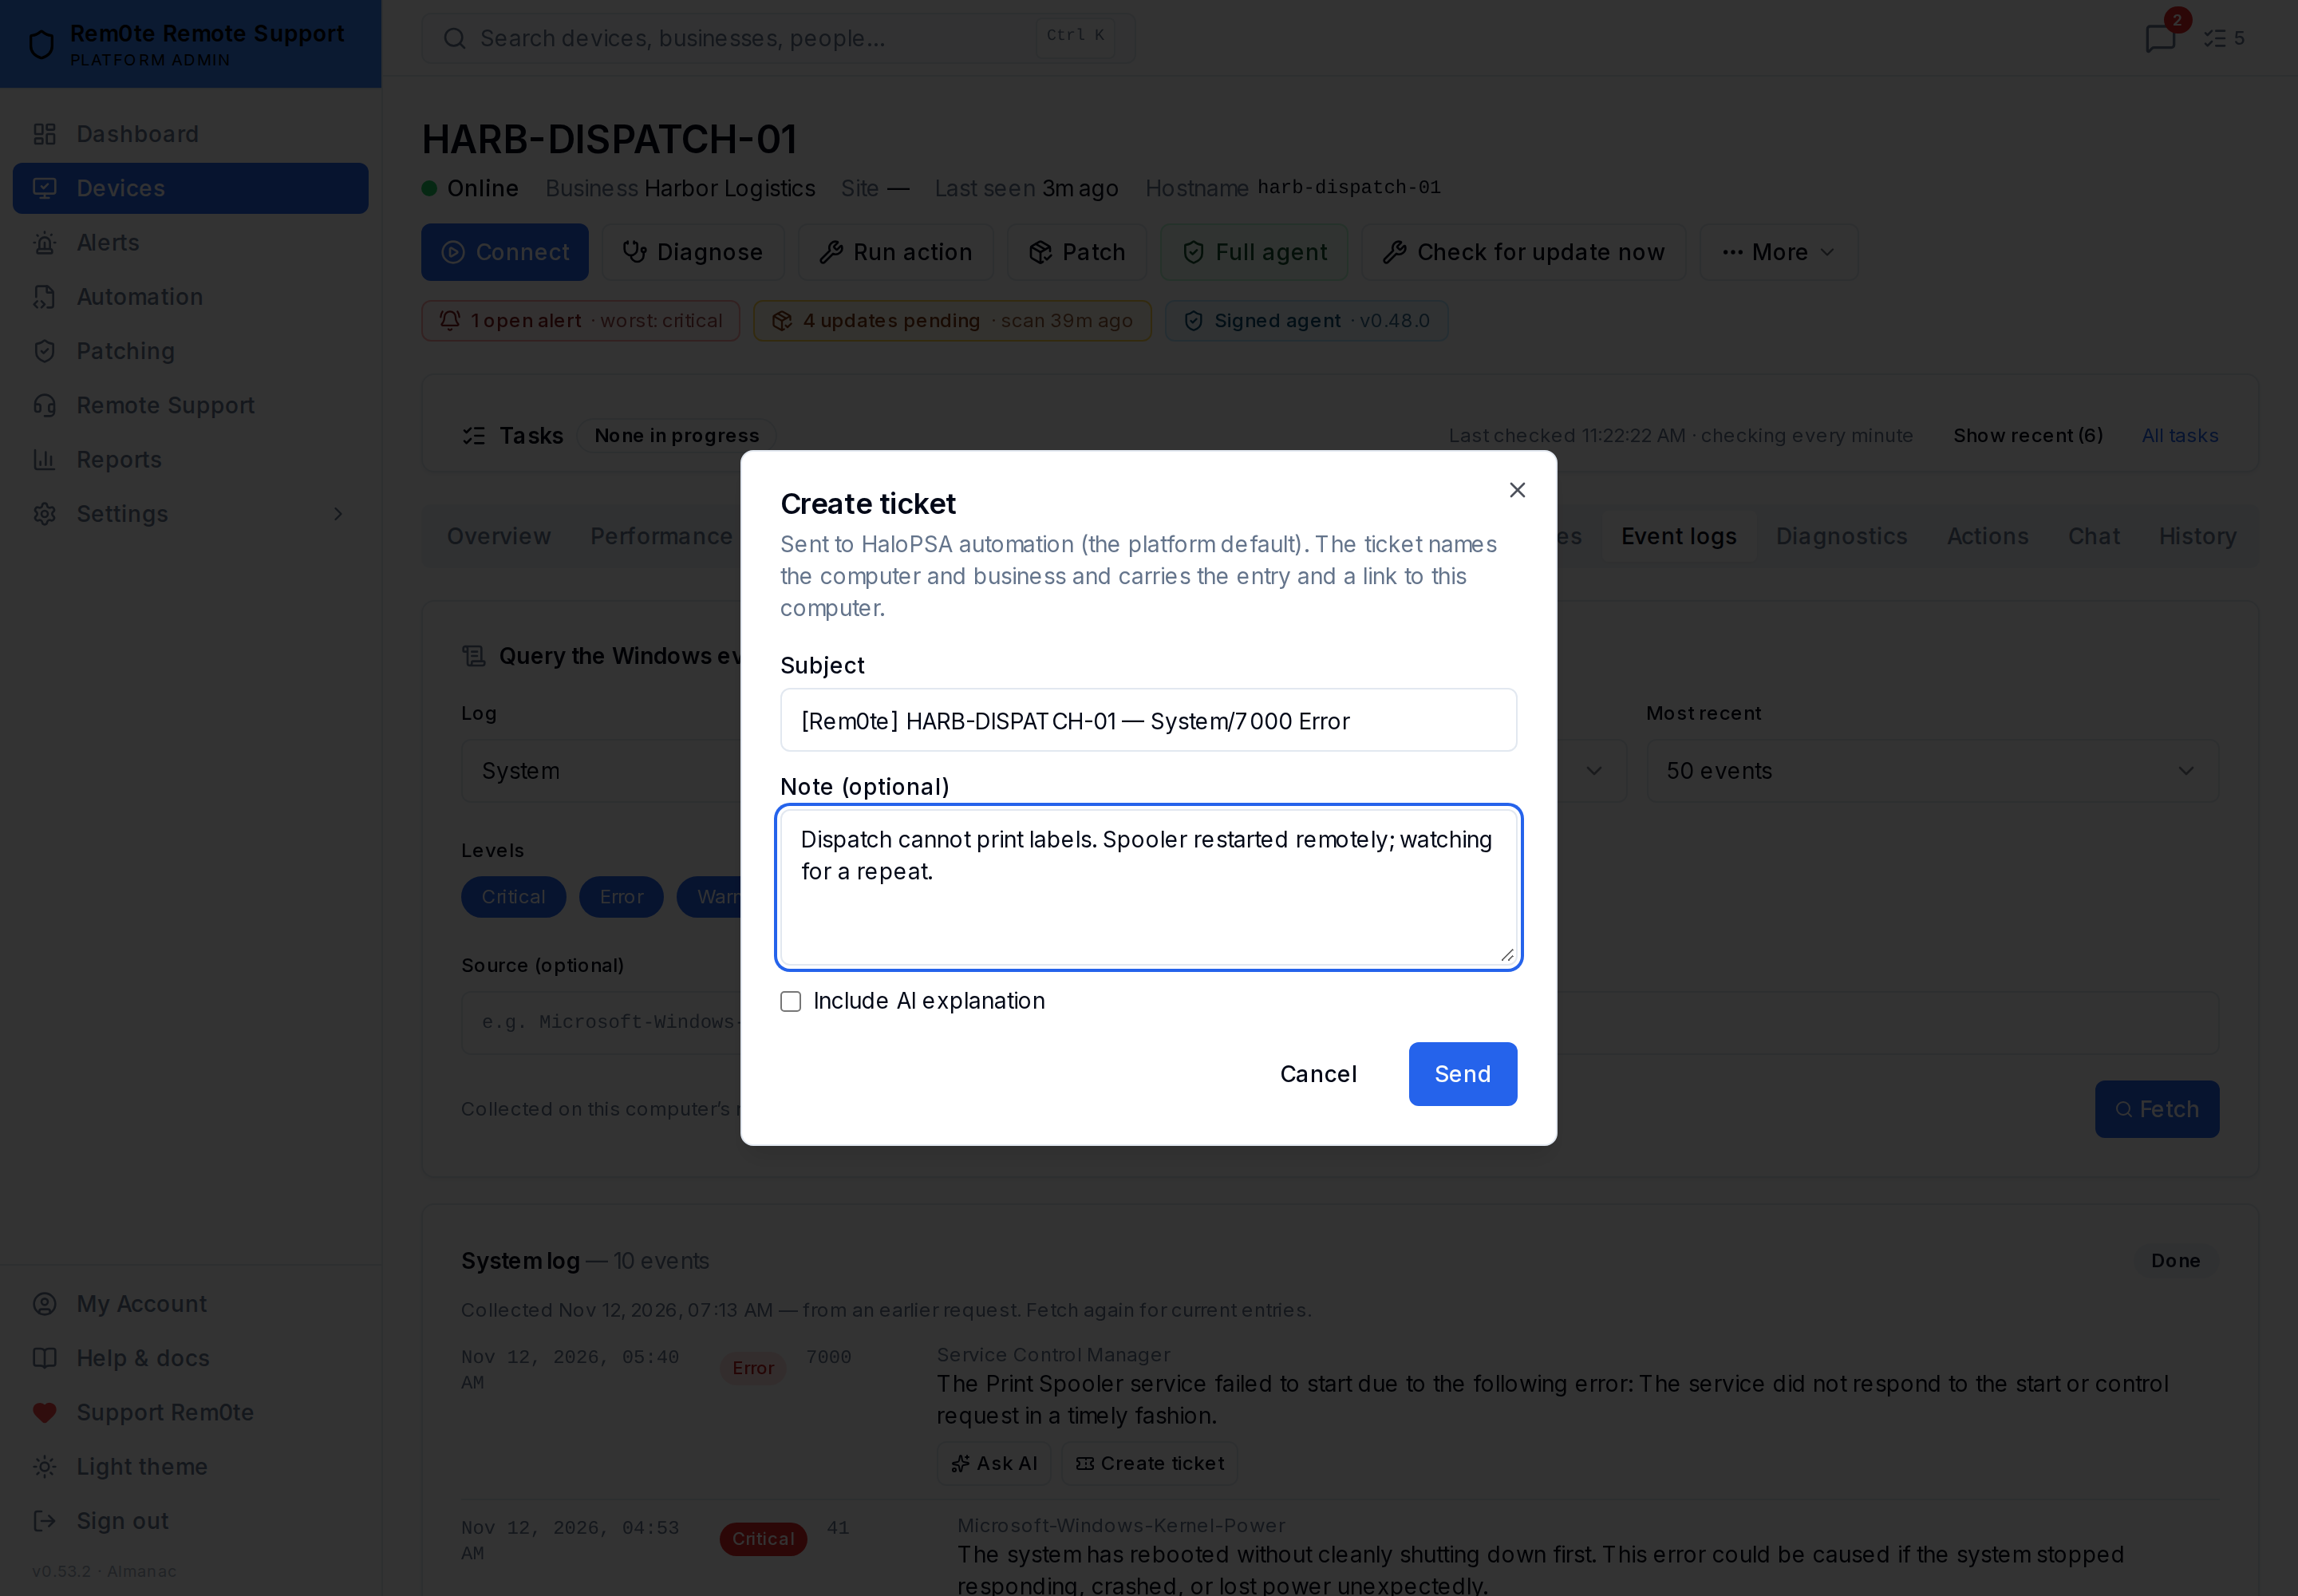 Rem0te Remote Support
PLATFORM ADMIN
Search devices, businesses, people...
Ctrl K
2
5
Dashboard
Devices
Alerts
Automation
Patching
Remote Support
Reports
Settings
My Account
Help & docs
Support Rem0te
Light theme
Sign out
v0.53.2 · Almanac
HARB-DISPATCH-01
Online Business Harbor Logistics Site — Last seen 3m ago Hostname harb-dispatch-01
Connect Diagnose Run action Patch Full agent Check for update now More
1 open alert · worst: critical 4 updates pending · scan 39m ago Signed agent · v0.48.0
Tasks None in progress Last checked 11:22:22 AM · checking every minute Show recent (6) All tasks
Overview Performance Event logs Diagnostics Actions Chat History
Query the Windows
Log
System
Most recent
50 events
Levels
Critical Error
Source (optional)
e.g. Microsoft-Windows-
Collected on this computer's
Fetch
Create ticket
Sent to HaloPSA automation (the platform default). The ticket names
the computer and business and carries the entry and a link to this
computer.
Subject
[Rem0te] HARB-DISPATCH-01 — System/7000 Error
Note (optional)
Dispatch cannot print labels. Spooler restarted remotely; watching
for a repeat.
Include AI explanation
Cancel Send
System log — 10 events
Done
Collected Nov 12, 2026, 07:13 AM — from an earlier request. Fetch again for current entries.
Nov 12, 2026, 05:40
AM
Error 7000
Service Control Manager
The Print Spooler service failed to start due to the following error: The service did not respond to the start or control
request in a timely fashion.
Ask AI Create ticket
Nov 12, 2026, 04:53
AM
Critical 41
Microsoft-Windows-Kernel-Power
The system has rebooted without cleanly shutting down first. This error could be caused if the system stopped
responding, crashed, or lost power unexpectedly.